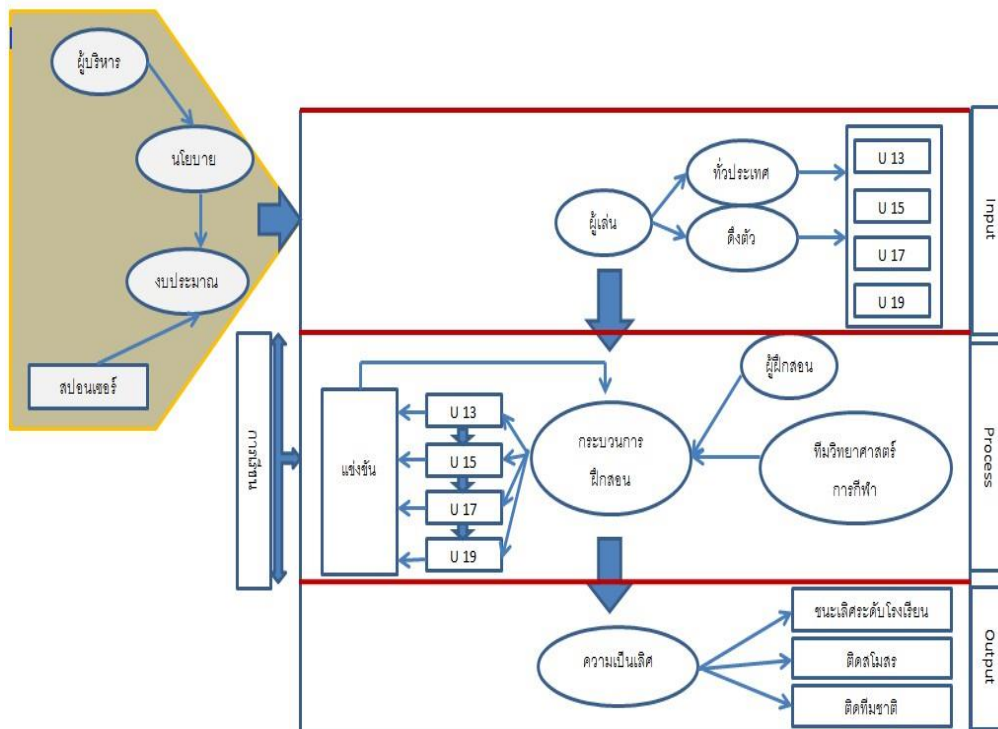 ผู้บริหาร
นโยบาย
งบประมาณ
สปอนเซอร์
ผู้เล่น
ทั่วประเทศ
ดึงตัว
U 13
U 15
U 17
U 19
Input
การเรียน
แข่งขัน
U 13
U 15
U 17
U 19
กระบวนการ
ฝึกสอน
ผู้ฝึกสอน
ทีมวิทยาศาสตร์
การกีฬา
Process
ความเป็นเลิศ
ชนะเลิศระดับโรงเรียน
ติดสโมสร
ติดทีมชาติ
Output